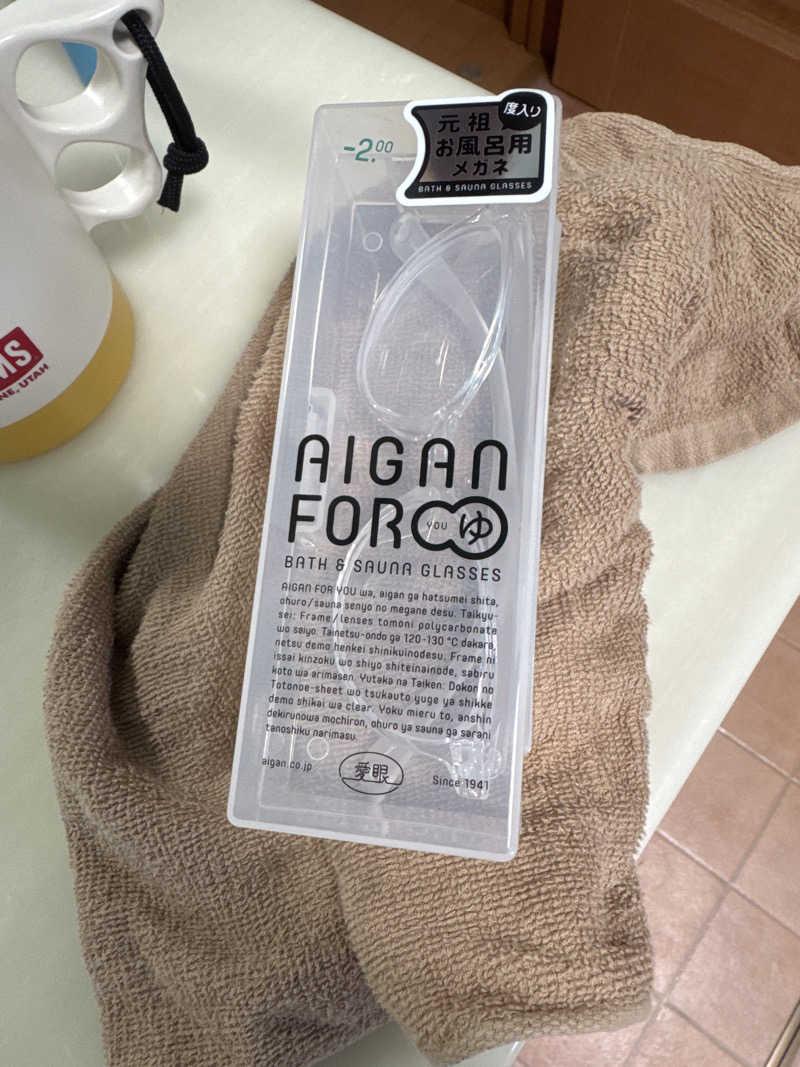 度入り
元祖
お風呂用
メガネ
BATH & SAUNA GLASSES
-2.00
MS
NE, UTAH
AIGAN
FOR YOU ゆ
BATH & SAUNA GLASSES
AIGAN FOR YOU wa, aigan ga hatsumei shita,
ohuro/sauna senyo no megane desu. Taikyu-
sei: Frame/lenses tomoni polycarbonate
wo saiyo. Tainetsu-ondo ga 120-130 °C dakara,
netsu demo henkei shinikuinodesu. Frame ni
issai kinzoku wo shiyo shiteinainode, sabiru
koto wa arimasen. Yutaka na Taiken: Dokon no
Totonoe-sheet wo tsukauto yuge ya shikke
demo shikai wa clear. Yoku mieru to, anshin
dekirunowa mochiron, ohuro ya sauna ga sarani
tanoshiku narimasu.
aigan.co.jp
愛眼
Since 1941